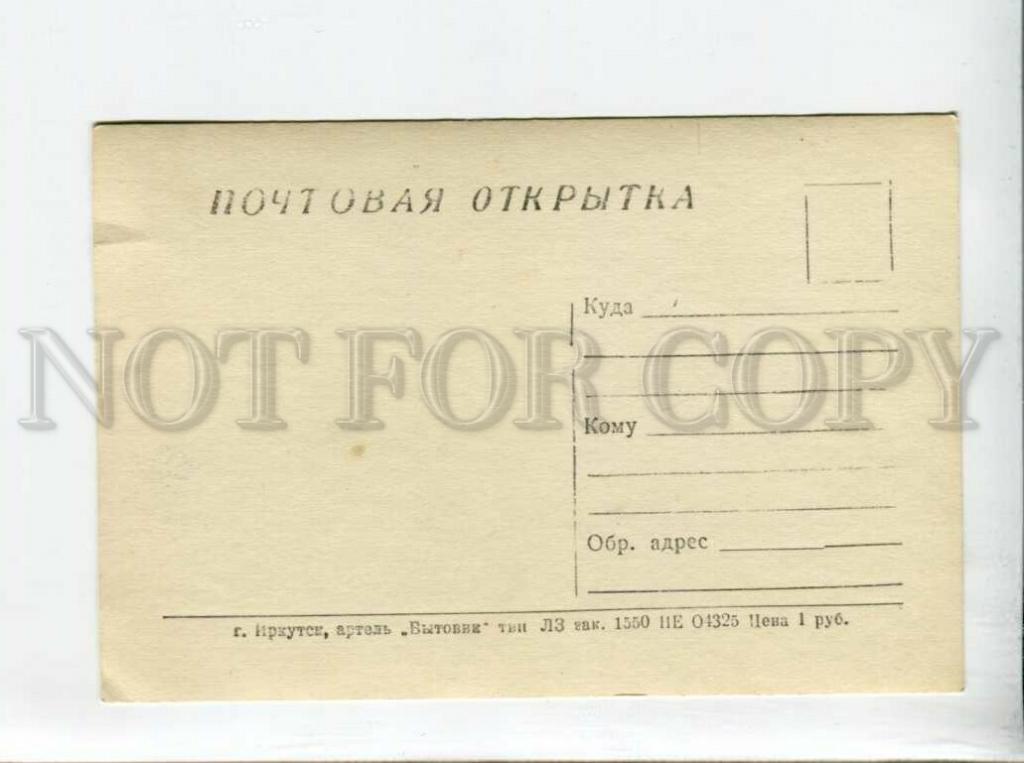 ПОЧТОВАЯ ОТКРЫТКА
Куда
NOT FOR COPY
Кому
Обр. адрес
г. Иркутск, артель „Бытовик" тип ЛЗ зак. 1550 НЕ 04325 Цена 1 руб.